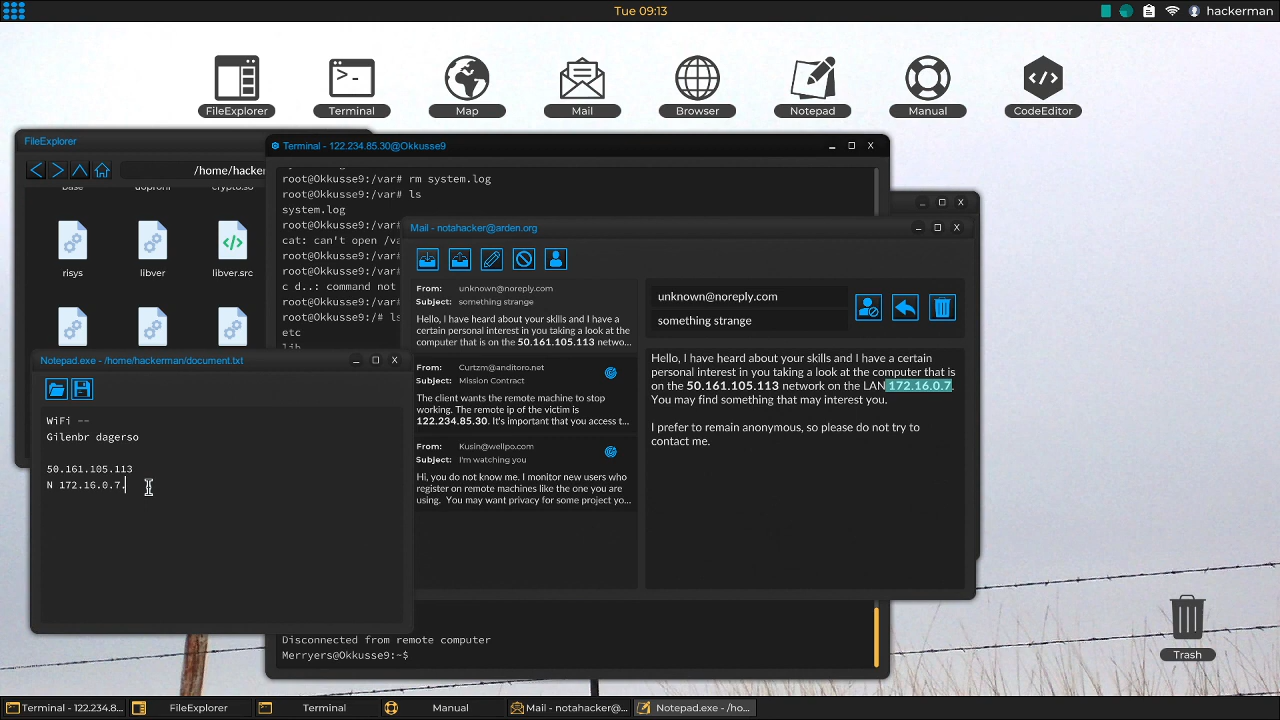 Tue 09:13
hackerman
FileExplorer
Terminal
Map
Mail
Browser
Notepad
Manual
CodeEditor
FileExplorer
/home/hacker
base
crypto.so
risys
libver
libver.src
Terminal - 122.234.85.30@Okkusse9
root@Okkusse9:/var# rm system.log
root@Okkusse9:/var# ls
system.log
root@Okkusse9:/va
cat: can't open /va
root@Okkusse9:/va
root@Okkusse9:/va
c d..: command not
root@Okkusse9:/va
root@Okkusse9:/# ls
etc
lib
Disconnected from remote computer
Merryers@Okkusse9:~$
Mail - notahacker@arden.org
From: unknown@noreply.com
Subject: something strange
Hello, I have heard about your skills and I have a
certain personal interest in you taking a look at the
computer that is on the 50.161.105.113 netwo...
From: Curtzm@anditoro.net
Subject: Mission Contract
The client wants the remote machine to stop
working. The remote ip of the victim is
122.234.85.30. It's important that you access t...
From: Kusin@wellpo.com
Subject: I'm watching you
Hi, you do not know me. I monitor new users who
register on remote machines like the one you are
using. You may want privacy for some project yo...
unknown@noreply.com
something strange
Hello, I have heard about your skills and I have a certain
personal interest in you taking a look at the computer that is
on the 50.161.105.113 network on the LAN 172.16.0.7.
You may find something that may interest you.
I prefer to remain anonymous, so please do not try to
contact me.
Notepad.exe - /home/hackerman/document.txt
WiFi --
Gilenbr dagerso
50.161.105.113
N 172.16.0.7.
Trash
Terminal - 122.234.8...
FileExplorer
Terminal
Manual
Mail - notahacker@...
Notepad.exe - /ho...